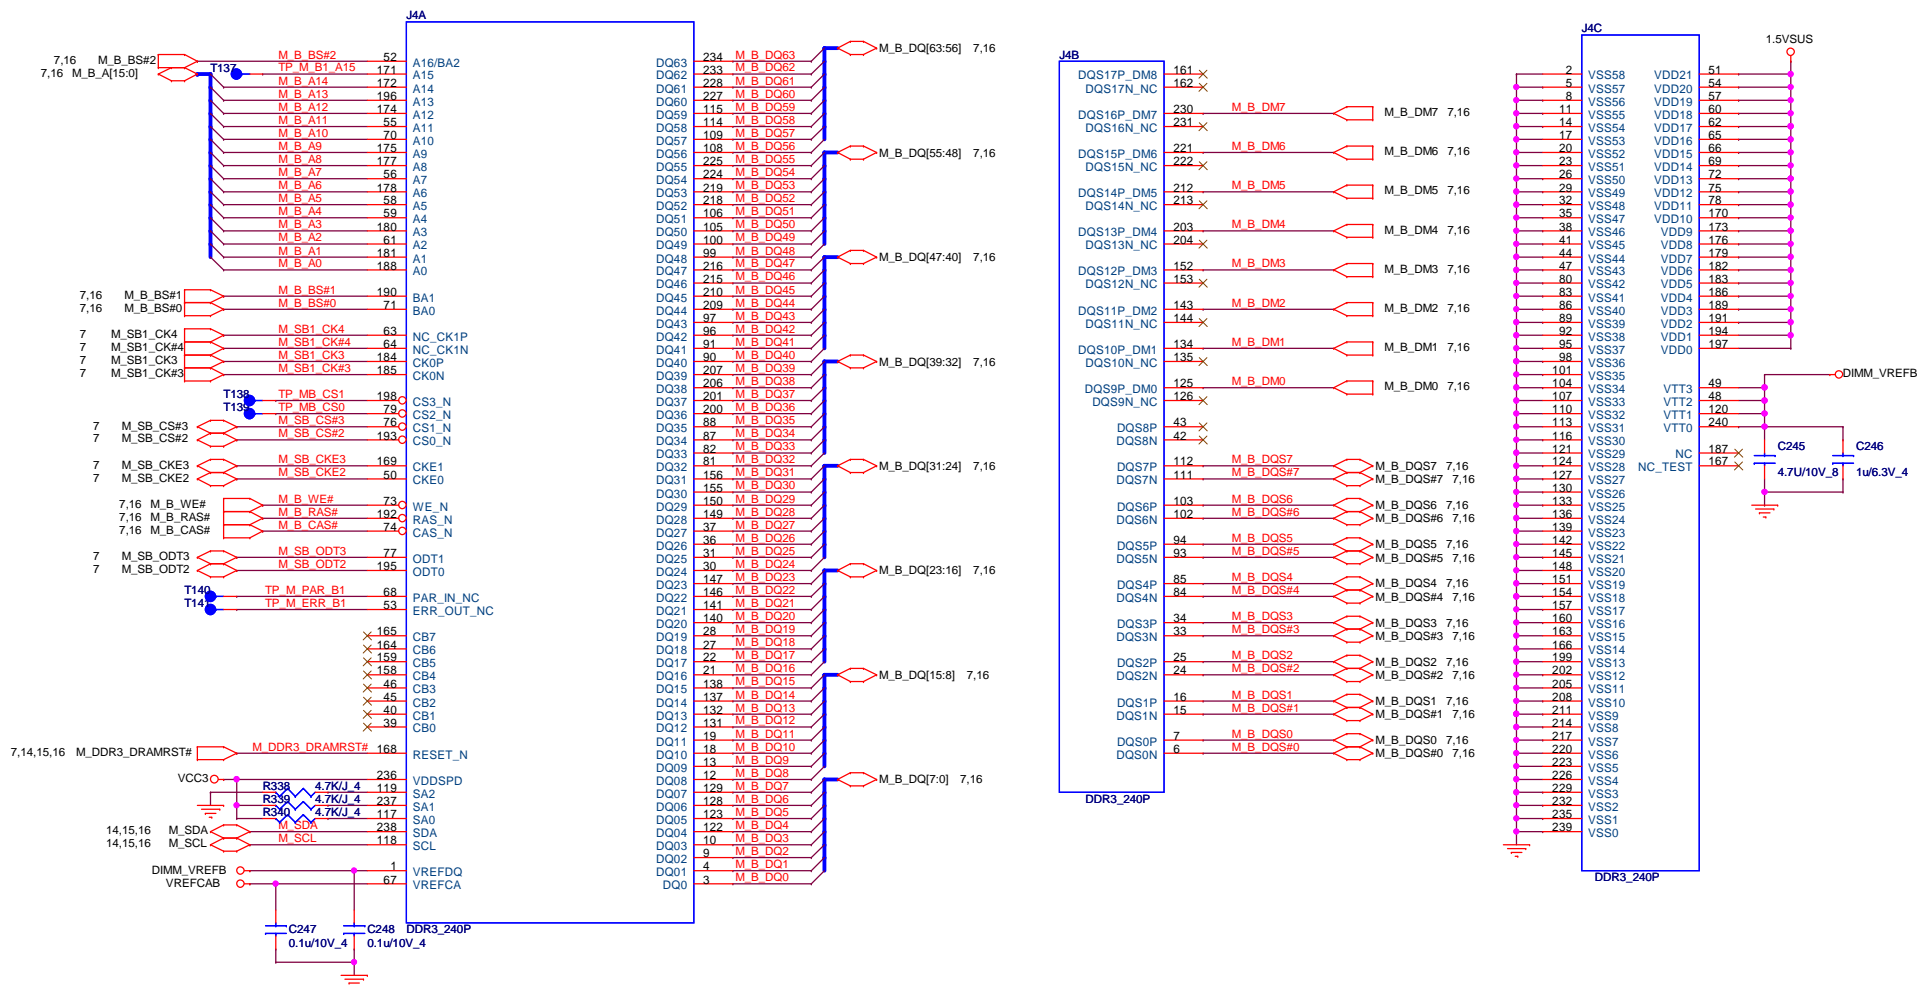 J4A
7,16 M_B_BS#2 M_B_BS#2 52 A16/BA2
7,16 M_B_A[15:0] T137 TP_M_B1_A15 171 A15
M_B_A14 172 A14
M_B_A13 196 A13
M_B_A12 174 A12
M_B_A11 55 A11
M_B_A10 70 A10
M_B_A9 175 A9
M_B_A8 177 A8
M_B_A7 56 A7
M_B_A6 178 A6
M_B_A5 58 A5
M_B_A4 59 A4
M_B_A3 180 A3
M_B_A2 61 A2
M_B_A1 181 A1
M_B_A0 188 A0
7,16 M_B_BS#1 M_B_BS#1 190 BA1
7,16 M_B_BS#0 M_B_BS#0 71 BA0
7 M_SB1_CK4 M_SB1_CK4 63 NC_CK1P
7 M_SB1_CK#4 M_SB1_CK#4 64 NC_CK1N
7 M_SB1_CK3 M_SB1_CK3 184 CK0P
7 M_SB1_CK#3 M_SB1_CK#3 185 CK0N
T138 TP_MB_CS1 198 CS3_N
T139 TP_MB_CS0 79 CS2_N
7 M_SB_CS#3 M_SB_CS#3 76 CS1_N
7 M_SB_CS#2 M_SB_CS#2 193 CS0_N
7 M_SB_CKE3 M_SB_CKE3 169 CKE1
7 M_SB_CKE2 M_SB_CKE2 50 CKE0
7,16 M_B_WE# M_B_WE# 73 WE_N
7,16 M_B_RAS# M_B_RAS# 192 RAS_N
7,16 M_B_CAS# M_B_CAS# 74 CAS_N
7 M_SB_ODT3 M_SB_ODT3 77 ODT1
7 M_SB_ODT2 M_SB_ODT2 195 ODT0
T140 TP_M_PAR_B1 68 PAR_IN_NC
T141 TP_M_ERR_B1 53 ERR_OUT_NC
165 CB7
164 CB6
159 CB5
158 CB4
46 CB3
45 CB2
40 CB1
39 CB0
7,14,15,16 M_DDR3_DRAMRST# M_DDR3_DRAMRST# 168 RESET_N
VCC3 236 VDDSPD
R338 4.7K/J_4 119 SA2
R339 4.7K/J_4 237 SA1
R340 4.7K/J_4 117 SA0
14,15,16 M_SDA M_SDA 238 SDA
14,15,16 M_SCL M_SCL 118 SCL
DIMM_VREFB 1 VREFDQ
VREFCAB 67 VREFCA
C247 0.1u/10V_4
C248 0.1u/10V_4
DDR3_240P
DQ63 234 M_B_DQ63
DQ62 233 M_B_DQ62
DQ61 228 M_B_DQ61
DQ60 227 M_B_DQ60
DQ59 115 M_B_DQ59
DQ58 114 M_B_DQ58
DQ57 109 M_B_DQ57
DQ56 108 M_B_DQ56
DQ55 225 M_B_DQ55
DQ54 224 M_B_DQ54
DQ53 219 M_B_DQ53
DQ52 218 M_B_DQ52
DQ51 106 M_B_DQ51
DQ50 105 M_B_DQ50
DQ49 100 M_B_DQ49
DQ48 99 M_B_DQ48
DQ47 216 M_B_DQ47
DQ46 215 M_B_DQ46
DQ45 210 M_B_DQ45
DQ44 209 M_B_DQ44
DQ43 97 M_B_DQ43
DQ42 96 M_B_DQ42
DQ41 91 M_B_DQ41
DQ40 90 M_B_DQ40
DQ39 207 M_B_DQ39
DQ38 206 M_B_DQ38
DQ37 201 M_B_DQ37
DQ36 200 M_B_DQ36
DQ35 88 M_B_DQ35
DQ34 87 M_B_DQ34
DQ33 82 M_B_DQ33
DQ32 81 M_B_DQ32
DQ31 156 M_B_DQ31
DQ30 155 M_B_DQ30
DQ29 150 M_B_DQ29
DQ28 149 M_B_DQ28
DQ27 37 M_B_DQ27
DQ26 36 M_B_DQ26
DQ25 31 M_B_DQ25
DQ24 30 M_B_DQ24
DQ23 147 M_B_DQ23
DQ22 146 M_B_DQ22
DQ21 141 M_B_DQ21
DQ20 140 M_B_DQ20
DQ19 28 M_B_DQ19
DQ18 27 M_B_DQ18
DQ17 22 M_B_DQ17
DQ16 21 M_B_DQ16
DQ15 138 M_B_DQ15
DQ14 137 M_B_DQ14
DQ13 132 M_B_DQ13
DQ12 131 M_B_DQ12
DQ11 19 M_B_DQ11
DQ10 18 M_B_DQ10
DQ09 13 M_B_DQ9
DQ08 12 M_B_DQ8
DQ07 129 M_B_DQ7
DQ06 128 M_B_DQ6
DQ05 123 M_B_DQ5
DQ04 122 M_B_DQ4
DQ03 10 M_B_DQ3
DQ02 9 M_B_DQ2
DQ01 4 M_B_DQ1
DQ0 3 M_B_DQ0
M_B_DQ[63:56] 7,16
M_B_DQ[55:48] 7,16
M_B_DQ[47:40] 7,16
M_B_DQ[39:32] 7,16
M_B_DQ[31:24] 7,16
M_B_DQ[23:16] 7,16
M_B_DQ[15:8] 7,16
M_B_DQ[7:0] 7,16
J4B
DQS17P_DM8 161
DQS17N_NC 162
DQS16P_DM7 230 M_B_DM7 M_B_DM7 7,16
DQS16N_NC 231
DQS15P_DM6 221 M_B_DM6 M_B_DM6 7,16
DQS15N_NC 222
DQS14P_DM5 212 M_B_DM5 M_B_DM5 7,16
DQS14N_NC 213
DQS13P_DM4 203 M_B_DM4 M_B_DM4 7,16
DQS13N_NC 204
DQS12P_DM3 152 M_B_DM3 M_B_DM3 7,16
DQS12N_NC 153
DQS11P_DM2 143 M_B_DM2 M_B_DM2 7,16
DQS11N_NC 144
DQS10P_DM1 134 M_B_DM1 M_B_DM1 7,16
DQS10N_NC 135
DQS9P_DM0 125 M_B_DM0 M_B_DM0 7,16
DQS9N_NC 126
DQS8P 43
DQS8N 42
DQS7P 112 M_B_DQS7 M_B_DQS7 7,16
DQS7N 111 M_B_DQS#7 M_B_DQS#7 7,16
DQS6P 103 M_B_DQS6 M_B_DQS6 7,16
DQS6N 102 M_B_DQS#6 M_B_DQS#6 7,16
DQS5P 94 M_B_DQS5 M_B_DQS5 7,16
DQS5N 93 M_B_DQS#5 M_B_DQS#5 7,16
DQS4P 85 M_B_DQS4 M_B_DQS4 7,16
DQS4N 84 M_B_DQS#4 M_B_DQS#4 7,16
DQS3P 34 M_B_DQS3 M_B_DQS3 7,16
DQS3N 33 M_B_DQS#3 M_B_DQS#3 7,16
DQS2P 25 M_B_DQS2 M_B_DQS2 7,16
DQS2N 24 M_B_DQS#2 M_B_DQS#2 7,16
DQS1P 16 M_B_DQS1 M_B_DQS1 7,16
DQS1N 15 M_B_DQS#1 M_B_DQS#1 7,16
DQS0P 7 M_B_DQS0 M_B_DQS0 7,16
DQS0N 6 M_B_DQS#0 M_B_DQS#0 7,16
DDR3_240P
J4C
2 VSS58
5 VSS57
8 VSS56
11 VSS55
14 VSS54
17 VSS53
20 VSS52
23 VSS51
26 VSS50
29 VSS49
32 VSS48
35 VSS47
38 VSS46
41 VSS45
44 VSS44
47 VSS43
80 VSS42
83 VSS41
86 VSS40
89 VSS39
92 VSS38
95 VSS37
98 VSS36
101 VSS35
104 VSS34
107 VSS33
110 VSS32
113 VSS31
116 VSS30
121 VSS29
124 VSS28
127 VSS27
130 VSS26
133 VSS25
136 VSS24
139 VSS23
142 VSS22
145 VSS21
148 VSS20
151 VSS19
154 VSS18
157 VSS17
160 VSS16
163 VSS15
166 VSS14
199 VSS13
202 VSS12
205 VSS11
208 VSS10
211 VSS9
214 VSS8
217 VSS7
220 VSS6
223 VSS5
226 VSS4
229 VSS3
232 VSS2
235 VSS1
239 VSS0
1.5VSUS
VDD21 51
VDD20 54
VDD19 57
VDD18 60
VDD17 62
VDD16 65
VDD15 66
VDD14 69
VDD13 72
VDD12 75
VDD11 78
VDD10 170
VDD9 173
VDD8 176
VDD7 179
VDD6 182
VDD5 183
VDD4 186
VDD3 189
VDD2 191
VDD1 194
VDD0 197
DIMM_VREFB
VTT3 49
VTT2 48
VTT1 120
VTT0 240
NC 187
NC_TEST 167
C245 4.7U/10V_8
C246 1u/6.3V_4
DDR3_240P